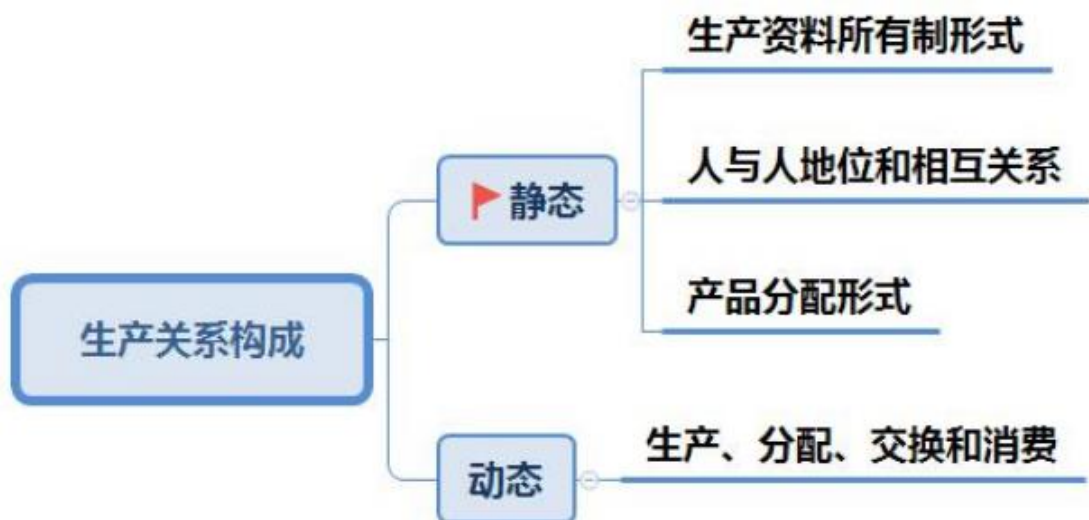 生产关系构成
静态
生产资料所有制形式
人与人地位和相互关系
产品分配形式
动态
生产、分配、交换和消费